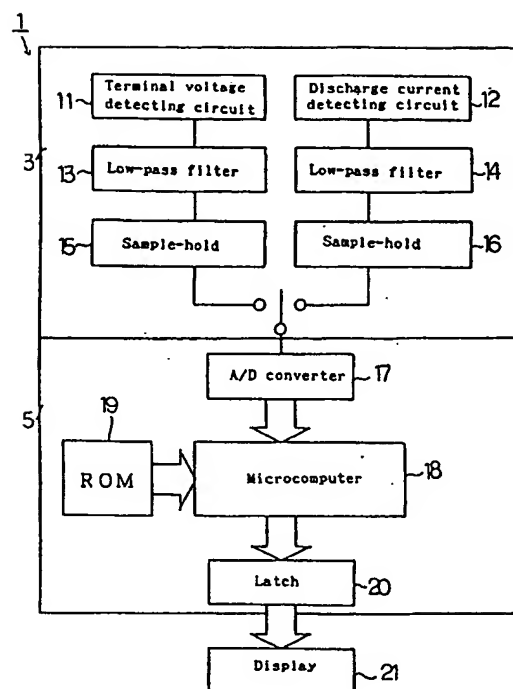 1
Terminal voltage
detecting circuit
11
Discharge current
detecting circuit
12
3
Low-pass filter
13
Low-pass filter
14
Sample-hold
15
Sample-hold
16
A/D converter
17
5
19
ROM
Microcomputer
18
Latch
20
Display
21